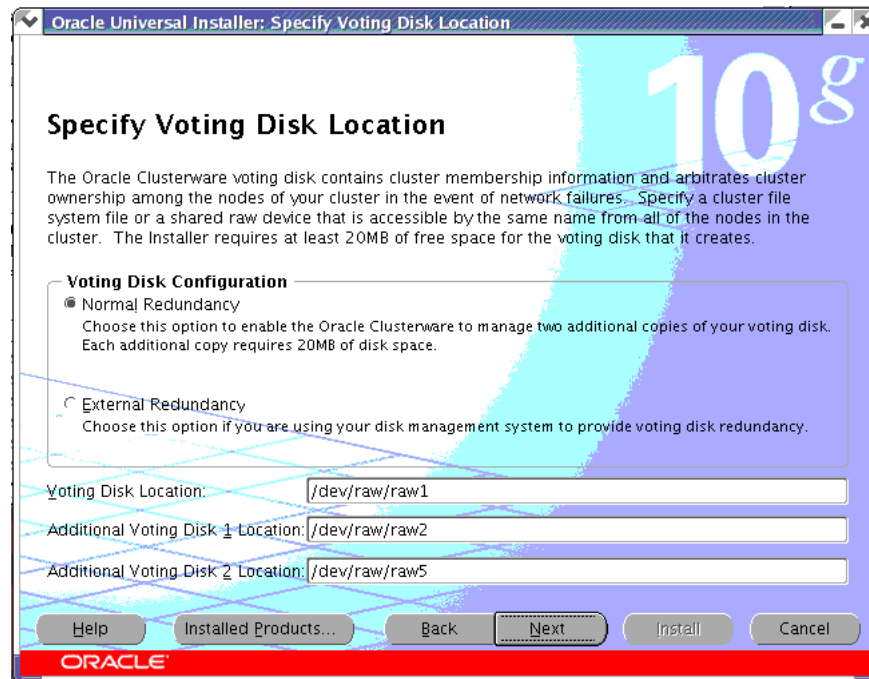 Oracle Universal Installer: Specify Voting Disk Location
10g
Specify Voting Disk Location
The Oracle Clusterware voting disk contains cluster membership information and arbitrates cluster
ownership among the nodes of your cluster in the event of network failures. Specify a cluster file
system file or a shared raw device that is accessible by the same name from all of the nodes in the
cluster. The Installer requires at least 20MB of free space for the voting disk that it creates.
Voting Disk Configuration
Normal Redundancy
Choose this option to enable the Oracle Clusterware to manage two additional copies of your voting disk.
Each additional copy requires 20MB of disk space.
External Redundancy
Choose this option if you are using your disk management system to provide voting disk redundancy.
Voting Disk Location: /dev/raw/raw1
Additional Voting Disk 1 Location: /dev/raw/raw2
Additional Voting Disk 2 Location: /dev/raw/raw5
Help Installed Products... Back Next Install Cancel
ORACLE